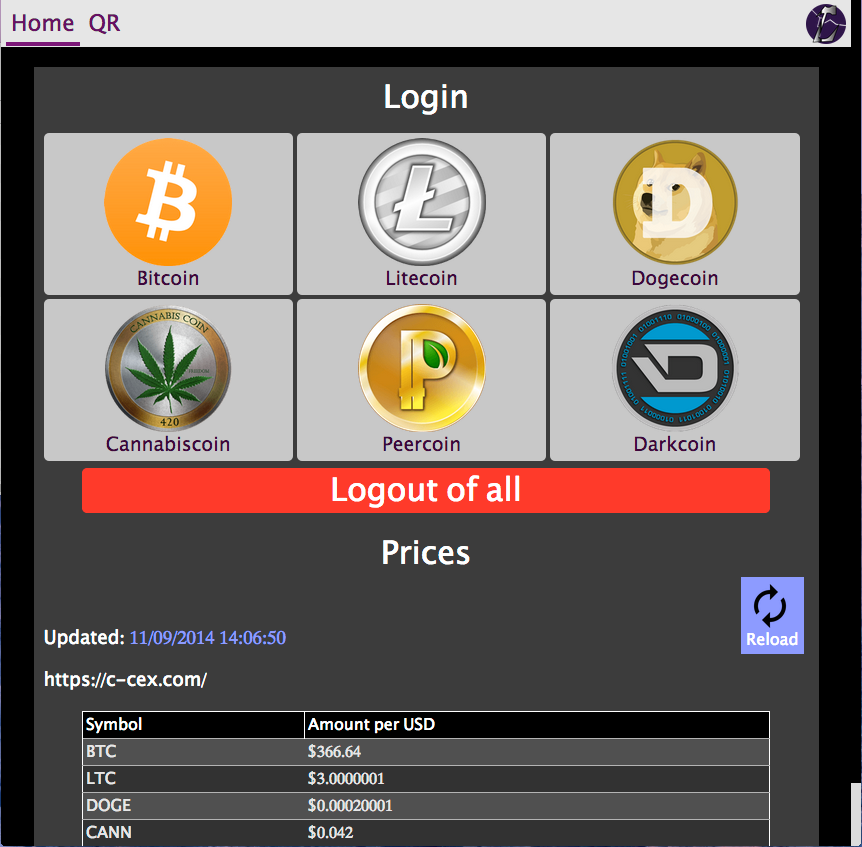 Home QR
Login
Bitcoin Litecoin Dogecoin
CANNABIS COIN
420
Cannabiscoin Peercoin Darkcoin
Logout of all
Prices
Reload
Updated: 11/09/2014 14:06:50
https://c-cex.com/
Symbol Amount per USD
BTC $366.64
LTC $3.0000001
DOGE $0.00020001
CANN $0.042